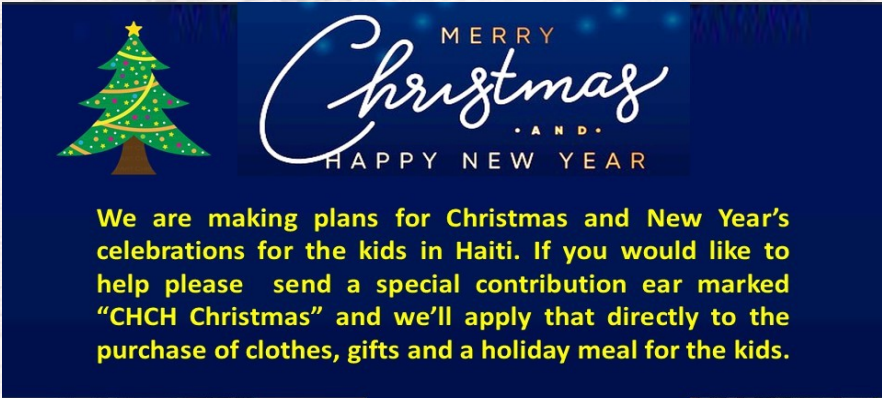 MERRY
Christmas
• A N D •
HAPPY NEW YEAR
We are making plans for Christmas and New Year’s
celebrations for the kids in Haiti. If you would like to
help please send a special contribution ear marked
“CHCH Christmas” and we’ll apply that directly to the
purchase of clothes, gifts and a holiday meal for the kids.